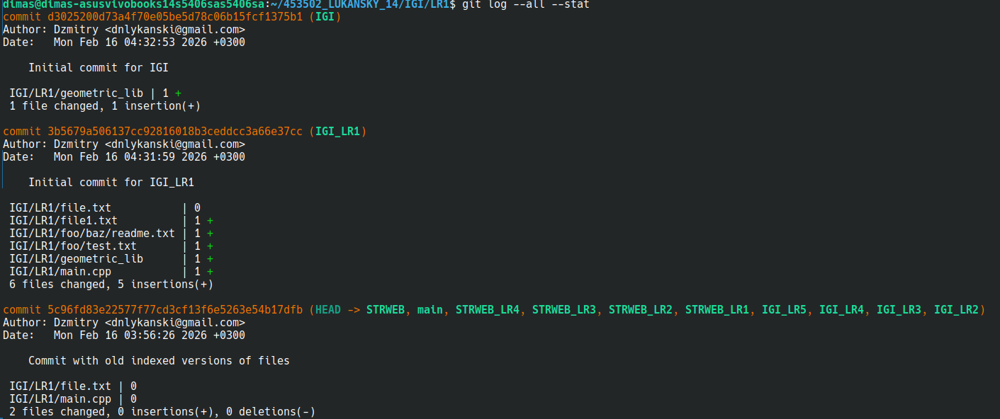 dimas@dimas-asusvivobooks14s5406sas5406sa:~/453502_LUKANSKY_14/IGI/LR1$ git log --all --stat
commit d3025200d73a4f70e05be5d78c06b15fcf1375b1 (IGI)
Author: Dzmitry <dnlykanski@gmail.com>
Date:   Mon Feb 16 04:32:53 2026 +0300

    Initial commit for IGI

 IGI/LR1/geometric_lib | 1 +
 1 file changed, 1 insertion(+)

commit 3b5679a506137cc92816018b3ceddcc3a66e37cc (IGI_LR1)
Author: Dzmitry <dnlykanski@gmail.com>
Date:   Mon Feb 16 04:31:59 2026 +0300

    Initial commit for IGI_LR1

 IGI/LR1/file.txt           | 0
 IGI/LR1/file1.txt          | 1 +
 IGI/LR1/foo/baz/readme.txt | 1 +
 IGI/LR1/foo/test.txt       | 1 +
 IGI/LR1/geometric_lib      | 1 +
 IGI/LR1/main.cpp           | 1 +
 6 files changed, 5 insertions(+)

commit 5c96fd83e22577f77cd3cf13f6e5263e54b17dfb (HEAD -> STRWEB, main, STRWEB_LR4, STRWEB_LR3, STRWEB_LR2, STRWEB_LR1, IGI_LR5, IGI_LR4, IGI_LR3, IGI_LR2)
Author: Dzmitry <dnlykanski@gmail.com>
Date:   Mon Feb 16 03:56:26 2026 +0300

    Commit with old indexed versions of files

 IGI/LR1/file.txt | 0
 IGI/LR1/main.cpp | 0
 2 files changed, 0 insertions(+), 0 deletions(-)